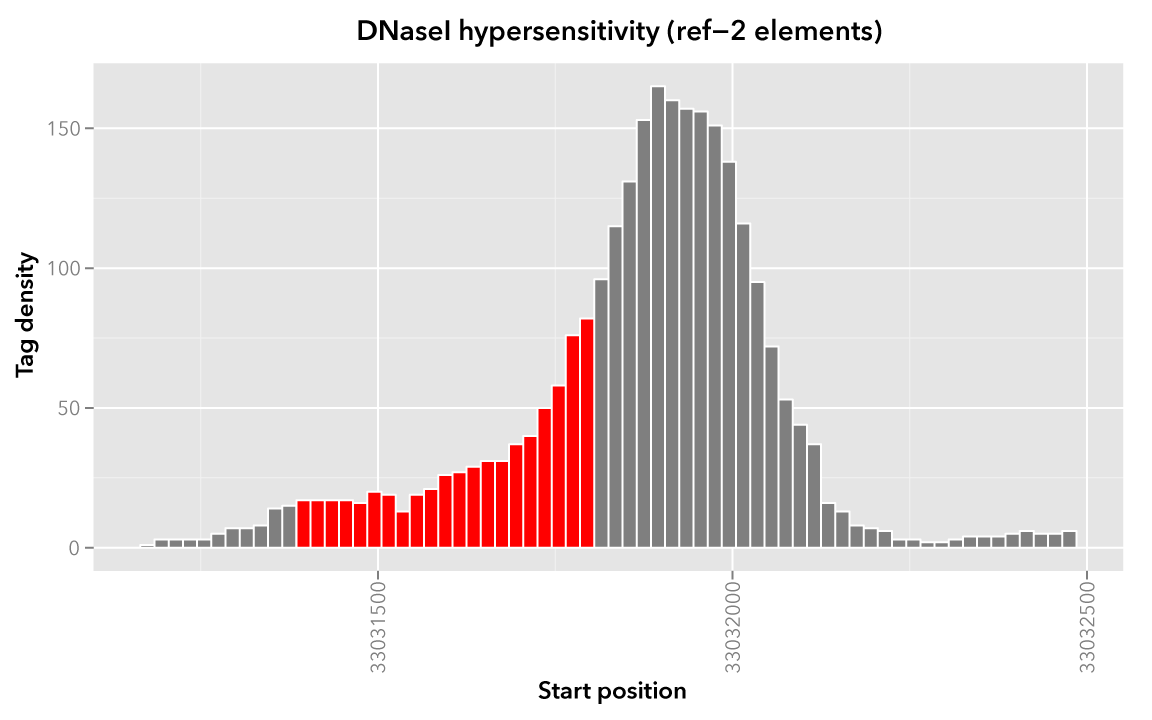 DNaseI hypersensitivity (ref−2 elements)
150
100
50
0
Tag density
33031500
33032000
33032500
Start position